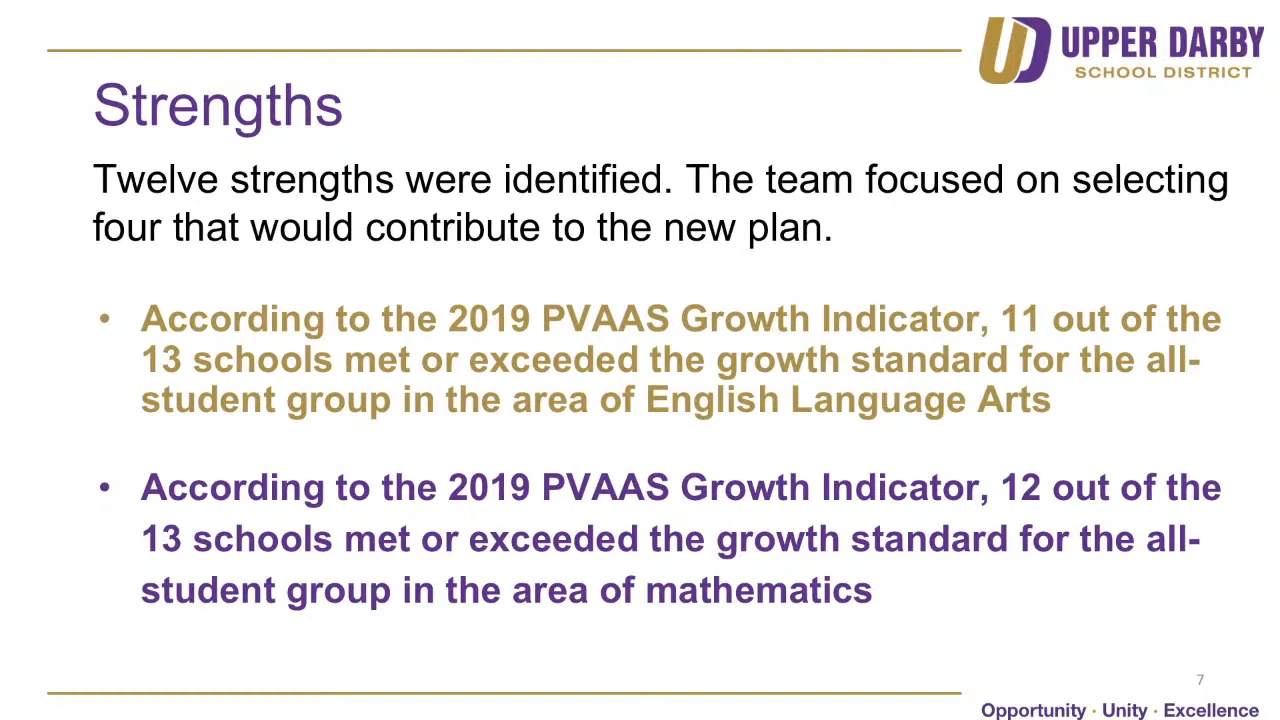 UPPER DARBY
SCHOOL DISTRICT
Strengths
Twelve strengths were identified. The team focused on selecting
four that would contribute to the new plan.
• According to the 2019 PVAAS Growth Indicator, 11 out of the
13 schools met or exceeded the growth standard for the all-
student group in the area of English Language Arts
• According to the 2019 PVAAS Growth Indicator, 12 out of the
13 schools met or exceeded the growth standard for the all-
student group in the area of mathematics
7
Opportunity · Unity · Excellence